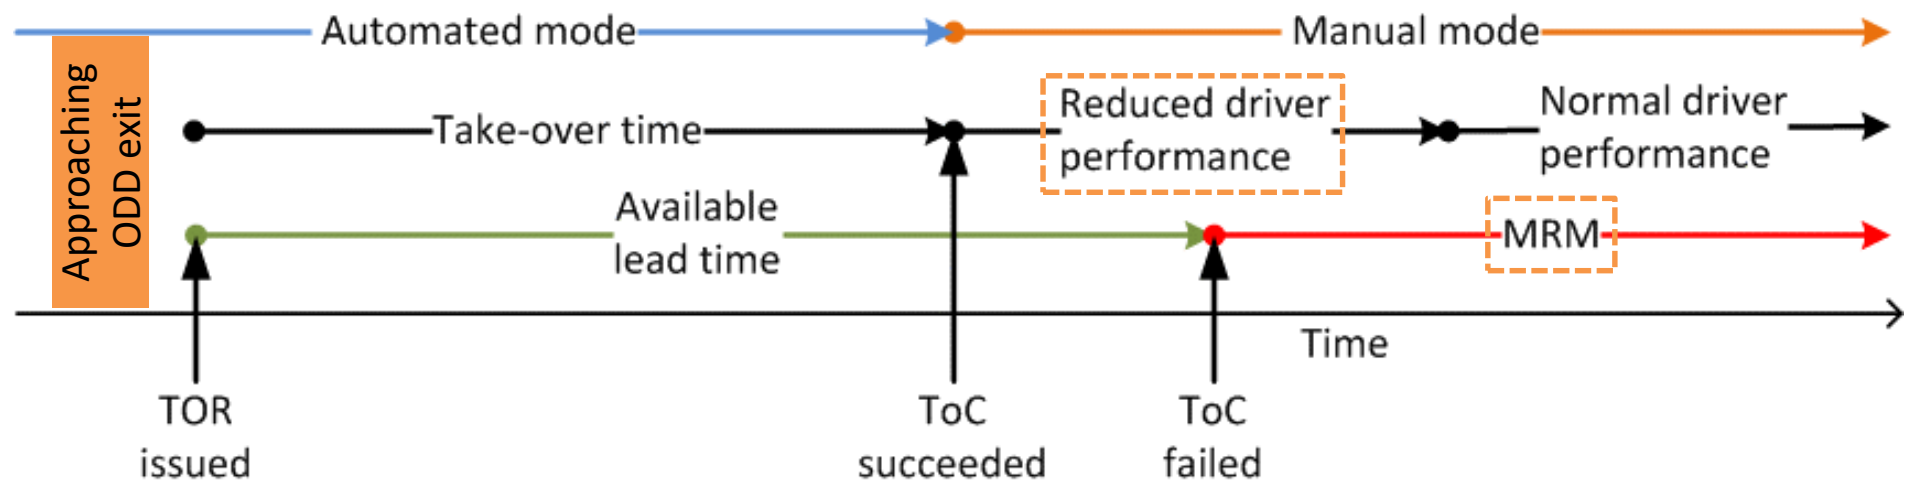 Automated mode
Manual mode
Approaching
ODD exit
Take-over time
Reduced driver
performance
Normal driver
performance
Available
lead time
MRM
Time
TOR
issued
ToC
succeeded
ToC
failed